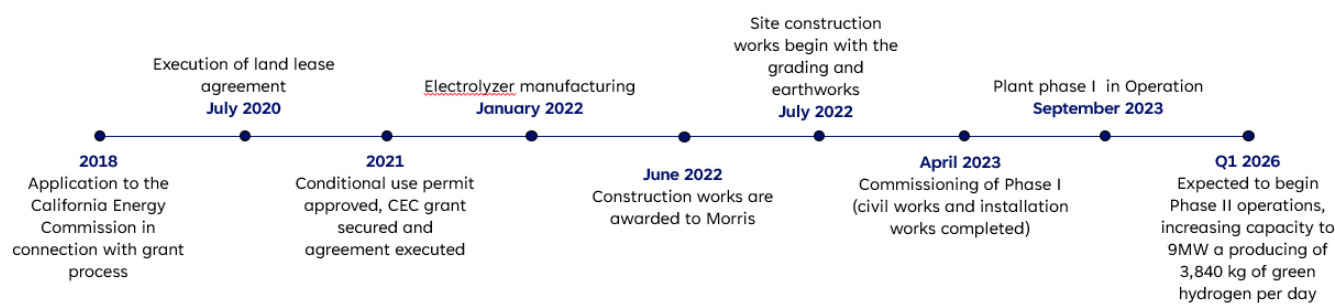 2018
Application to the
California Energy
Commission in
connection with grant
process
Execution of land lease
agreement
July 2020
2021
Conditional use permit
approved, CEC grant
secured and
agreement executed
Electrolyzer manufacturing
January 2022
June 2022
Construction works are
awarded to Morris
Site construction
works begin with the
grading and
earthworks
July 2022
April 2023
Commissioning of Phase I
(civil works and installation
works completed)
Plant phase I  in Operation
September 2023
Q1 2026
Expected to begin
Phase II operations,
increasing capacity to
9MW a producing of
3,840 kg of green
hydrogen per day